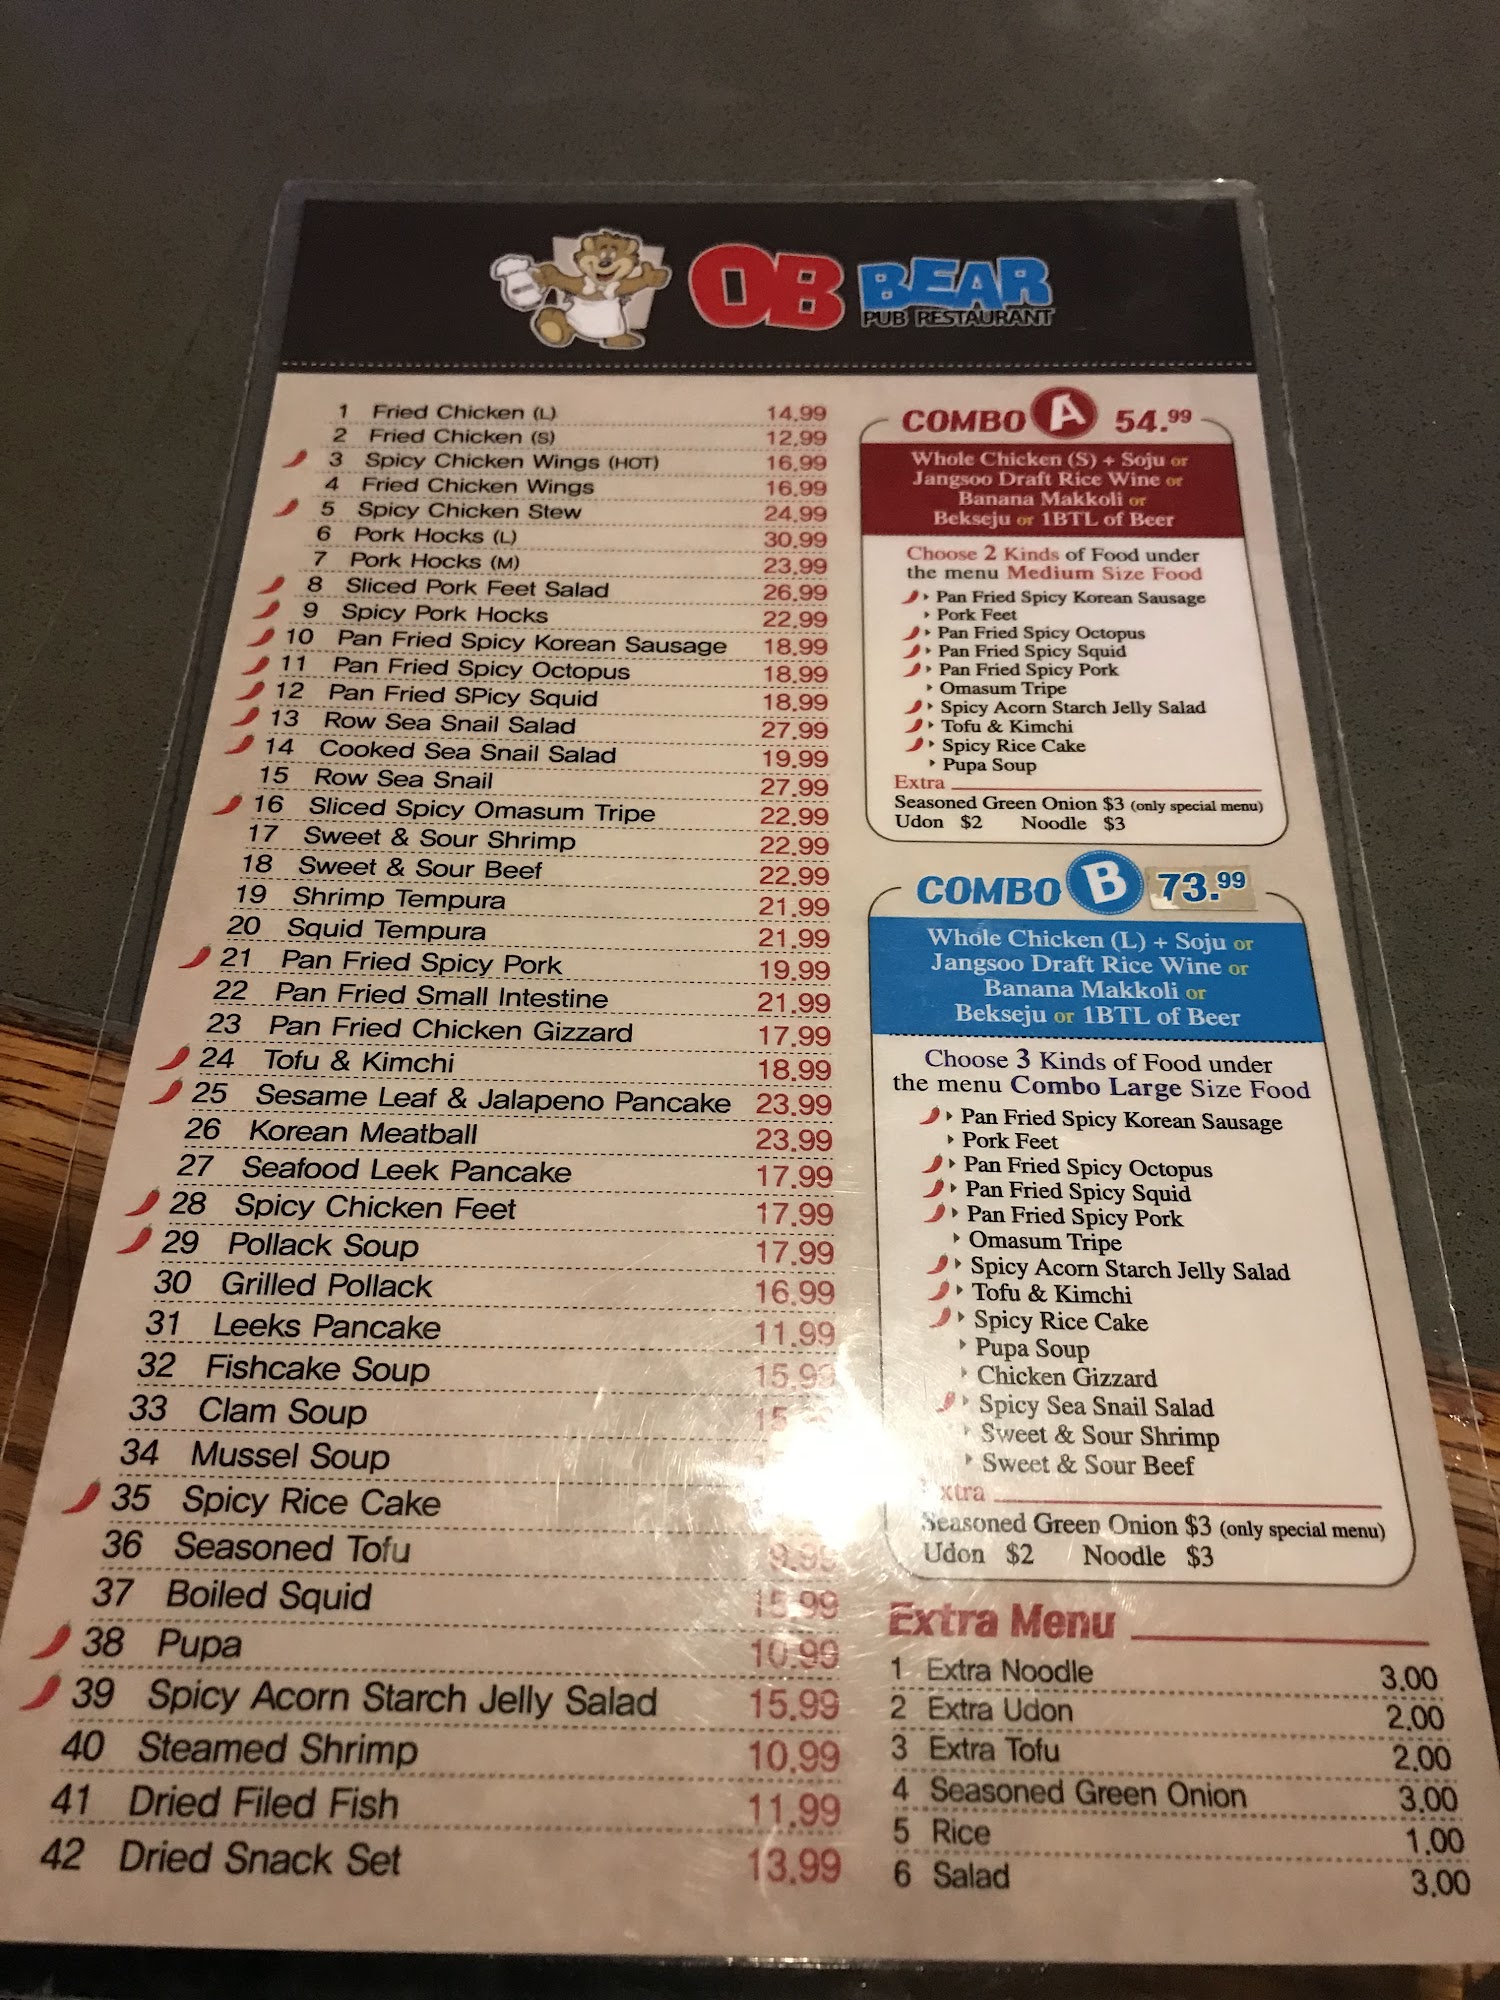 OB BEAR
PUB RESTAURANT
1 Fried Chicken (L) 14.99
2 Fried Chicken (S) 12.99
3 Spicy Chicken Wings (HOT) 16.99
4 Fried Chicken Wings 16.99
5 Spicy Chicken Stew 24.99
6 Pork Hocks (L) 30.99
7 Pork Hocks (M) 23.99
8 Sliced Pork Feet Salad 26.99
9 Spicy Pork Hocks 22.99
10 Pan Fried Spicy Korean Sausage 18.99
11 Pan Fried Spicy Octopus 18.99
12 Pan Fried SPicy Squid 18.99
13 Row Sea Snail Salad 27.99
14 Cooked Sea Snail Salad 19.99
15 Row Sea Snail 27.99
16 Sliced Spicy Omasum Tripe 22.99
17 Sweet & Sour Shrimp 22.99
18 Sweet & Sour Beef 22.99
19 Shrimp Tempura 21.99
20 Squid Tempura 21.99
21 Pan Fried Spicy Pork 19.99
22 Pan Fried Small Intestine 21.99
23 Pan Fried Chicken Gizzard 17.99
24 Tofu & Kimchi 18.99
25 Sesame Leaf & Jalapeno Pancake 23.99
26 Korean Meatball 23.99
27 Seafood Leek Pancake 17.99
28 Spicy Chicken Feet 17.99
29 Pollack Soup 17.99
30 Grilled Pollack 16.99
31 Leeks Pancake 11.99
32 Fishcake Soup 15.99
33 Clam Soup
34 Mussel Soup
35 Spicy Rice Cake
36 Seasoned Tofu 9.99
37 Boiled Squid 15.99
38 Pupa 10.99
39 Spicy Acorn Starch Jelly Salad 15.99
40 Steamed Shrimp 10.99
41 Dried Filed Fish 11.99
42 Dried Snack Set 13.99
COMBO A 54.99
Whole Chicken (S) + Soju or
Jangsoo Draft Rice Wine or
Banana Makkoli or
Bekseju or 1BTL of Beer
Choose 2 Kinds of Food under
the menu Medium Size Food
Pan Fried Spicy Korean Sausage
Pork Feet
Pan Fried Spicy Octopus
Pan Fried Spicy Squid
Pan Fried Spicy Pork
Omasum Tripe
Spicy Acorn Starch Jelly Salad
Tofu & Kimchi
Spicy Rice Cake
Pupa Soup
Extra
Seasoned Green Onion $3 (only special menu)
Udon $2 Noodle $3
COMBO B 73.99
Whole Chicken (L) + Soju or
Jangsoo Draft Rice Wine or
Banana Makkoli or
Bekseju or 1BTL of Beer
Choose 3 Kinds of Food under
the menu Combo Large Size Food
Pan Fried Spicy Korean Sausage
Pork Feet
Pan Fried Spicy Octopus
Pan Fried Spicy Squid
Pan Fried Spicy Pork
Omasum Tripe
Spicy Acorn Starch Jelly Salad
Tofu & Kimchi
Spicy Rice Cake
Pupa Soup
Chicken Gizzard
Spicy Sea Snail Salad
Sweet & Sour Shrimp
Sweet & Sour Beef
Extra
Seasoned Green Onion $3 (only special menu)
Udon $2 Noodle $3
Extra Menu
1 Extra Noodle 3.00
2 Extra Udon 2.00
3 Extra Tofu 2.00
4 Seasoned Green Onion 3.00
5 Rice 1.00
6 Salad 3.00